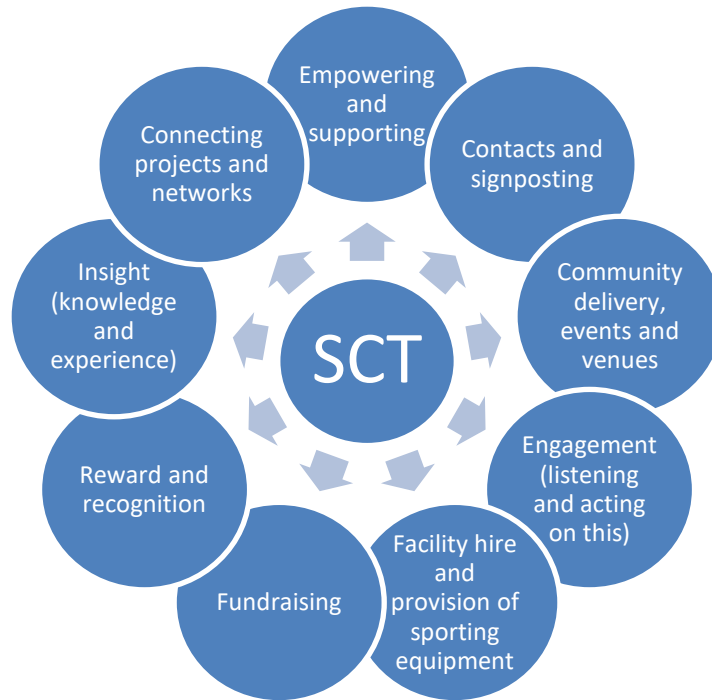 Empowering
and
supporting
Contacts and
signposting
Community
delivery,
events and
venues
Engagement
(listening
and acting
on this)
Facility hire
and
provision of
sporting
equipment
Fundraising
Reward and
recognition
Insight
(knowledge
and
experience)
Connecting
projects and
networks
SCT